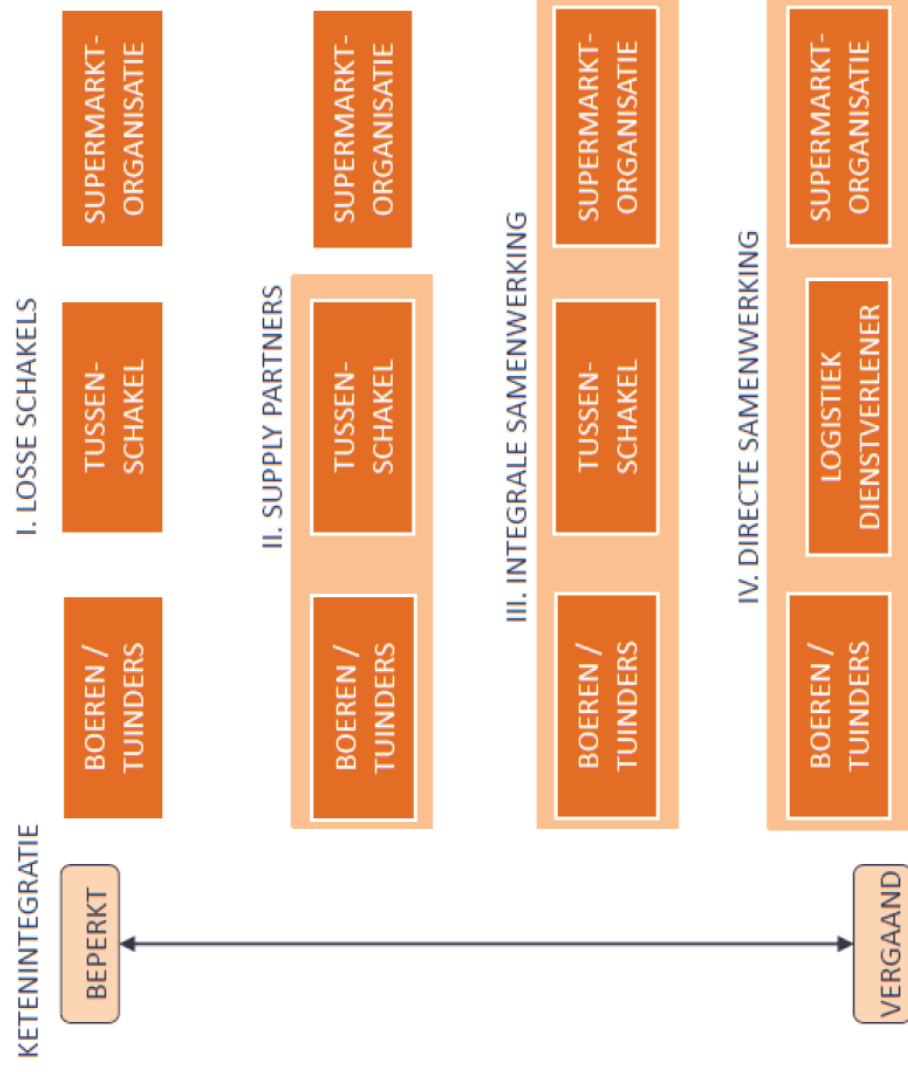 KETENINTEGRATIE
BEPERKT
VERGAAND
I. LOSSE SCHAKELS
BOEREN /
TUINDERS
TUSSEN-
SCHAKEL
SUPERMARKT-
ORGANISATIE
II. SUPPLY PARTNERS
BOEREN /
TUINDERS
TUSSEN-
SCHAKEL
SUPERMARKT-
ORGANISATIE
III. INTEGRALE SAMENWERKING
BOEREN /
TUINDERS
TUSSEN-
SCHAKEL
SUPERMARKT-
ORGANISATIE
IV. DIRECTE SAMENWERKING
BOEREN /
TUINDERS
LOGISTIEK
DIENSTVERLENER
SUPERMARKT-
ORGANISATIE